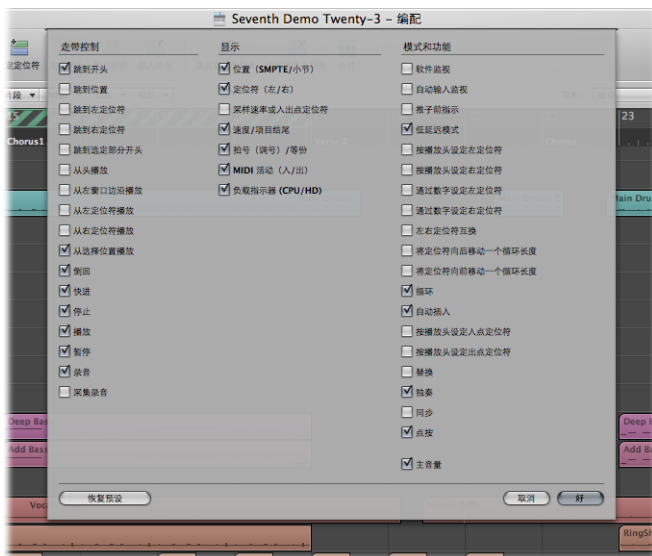 Seventh Demo Twenty-3 – 编配
走带控制
跳到开头
跳到位置
跳到左定位符
跳到右定位符
跳到选定部分开头
从头播放
从左窗口边沿播放
从左定位符播放
从右定位符播放
从选择位置播放
倒回
快进
停止
播放
暂停
录音
采集录音
显示
位置（SMPTE/小节）
定位符（左/右）
采样速率或入出点定位符
速度/项目结尾
拍号（调号）/等份
MIDI 活动（入/出）
负载指示器 (CPU/HD)
模式和功能
软件监视
自动输入监视
推子前指示
低延迟模式
按播放头设定左定位符
按播放头设定右定位符
通过数字设定左定位符
通过数字设定右定位符
左右定位符互换
将定位符向后移动一个循环长度
将定位符向前移动一个循环长度
循环
自动插入
按播放头设定入点定位符
按播放头设定出点定位符
替换
独奏
同步
点按
主音量
恢复预设
取消
好
定定位符
片段
15
23
Chorus1
Main Dru
Deep Bas
Deep B
Add Bass
Add Ba
Voc
RingSh